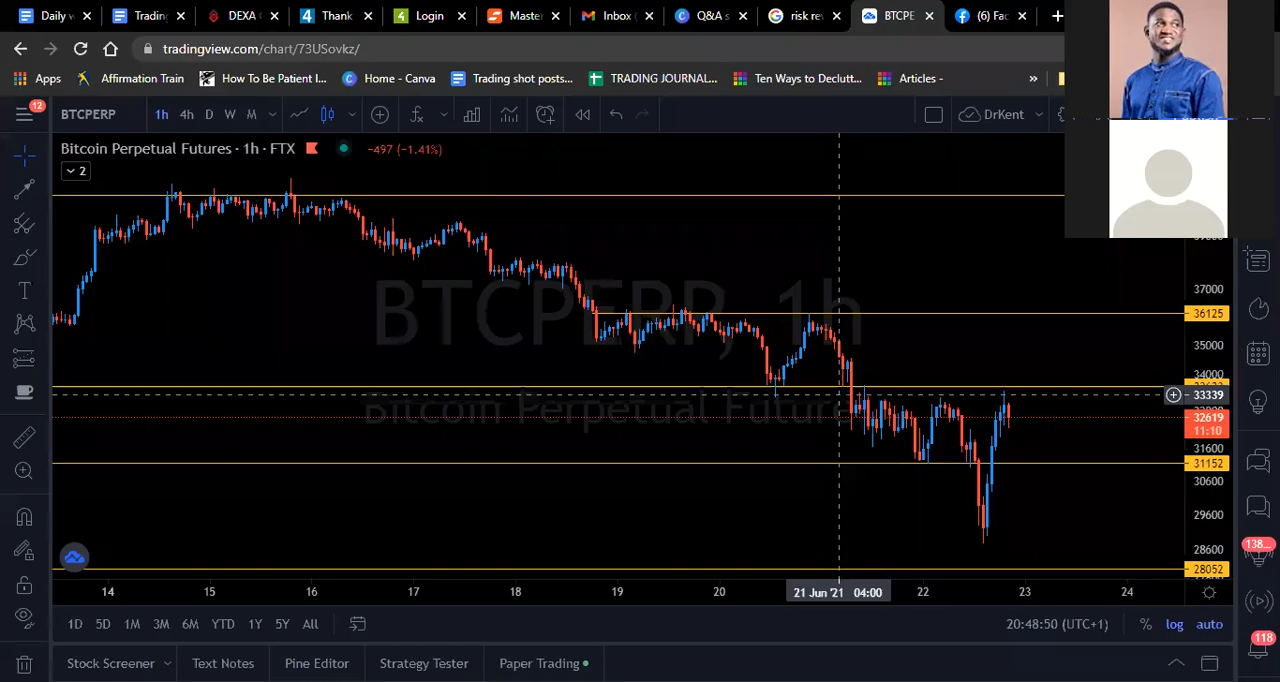 Daily v
Trading
DEXA
Thank
Login
Master
Inbox (
Q&A s
risk re
BTCPE
(6) Fac
tradingview.com/chart/73USovkz/
Apps
Affirmation Train
How To Be Patient I...
Home - Canva
Trading shot posts...
TRADING JOURNAL...
Ten Ways to Declutt...
Articles -
»
12
BTCPERP
1h 4h D W M
DrKent
Bitcoin Perpetual Futures · 1h · FTX
-497 (-1.41%)
2
BTCPERP, 1h
Bitcoin Perpetual Future
37000
36125
35000
34000
33339
32619
11:10
31600
31152
30600
29600
28600
28052
14 15 16 17 18 19 20 21 Jun '21 04:00 22 23 24
1D 5D 1M 3M 6M YTD 1Y 5Y All
20:48:50 (UTC+1)
% log auto
138...
118
Stock Screener
Text Notes
Pine Editor
Strategy Tester
Paper Trading